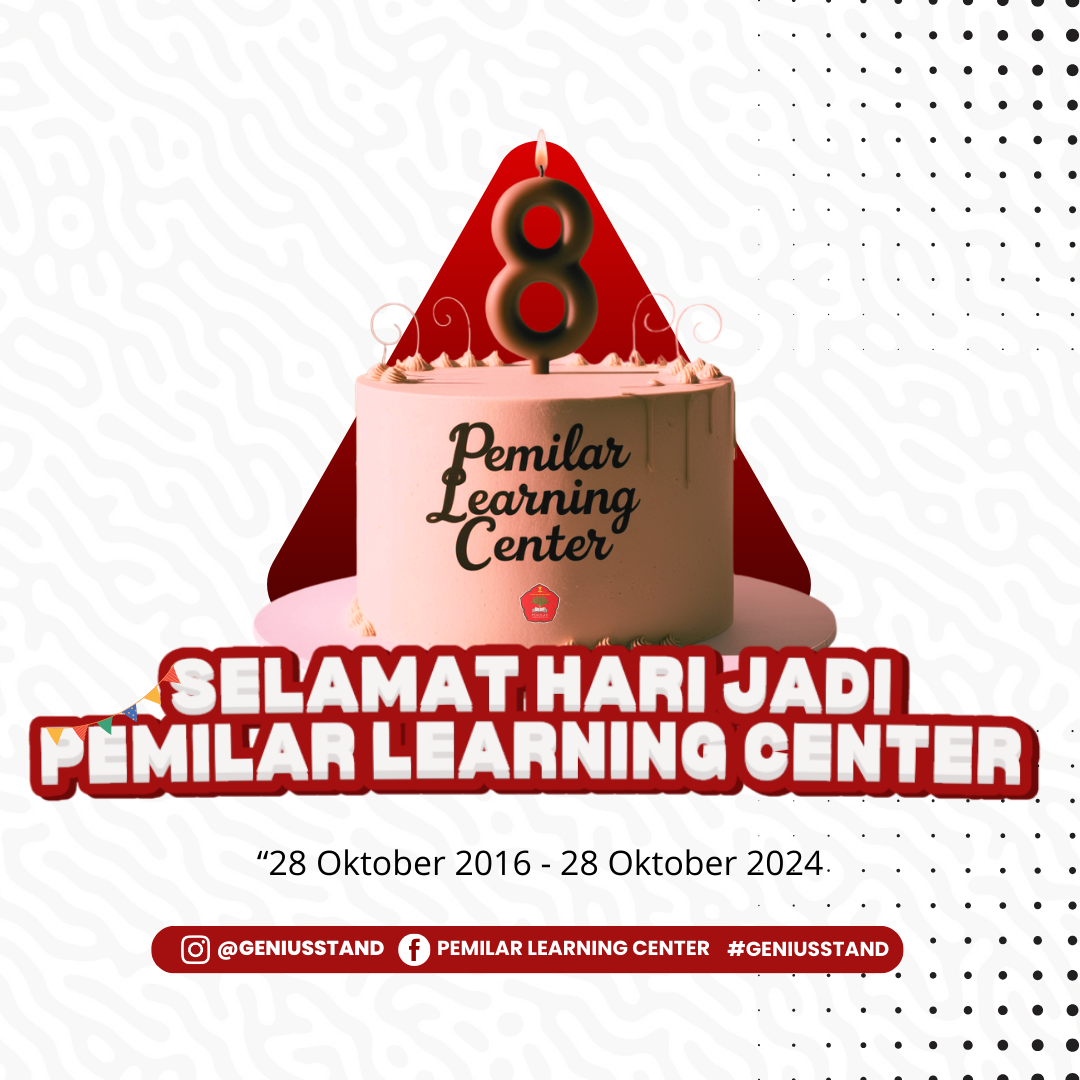 8
Pemilar
Learning
Center
SELAMAT HARI JADI
PEMILAR LEARNING CENTER
“28 Oktober 2016 - 28 Oktober 2024
@GENIUSSTAND PEMILAR LEARNING CENTER #GENIUSSTAND